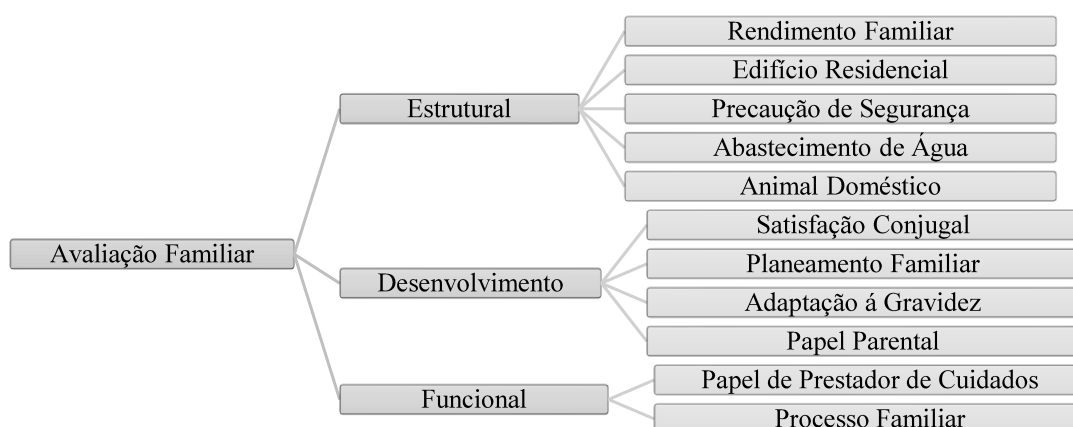 Rendimento Familiar
Edifício Residencial
Estrutural
Precaução de Segurança
Abastecimento de Água
Animal Doméstico
Satisfação Conjugal
Avaliação Familiar
Planeamento Familiar
Desenvolvimento
Adaptação á Gravidez
Papel Parental
Papel de Prestador de Cuidados
Funcional
Processo Familiar